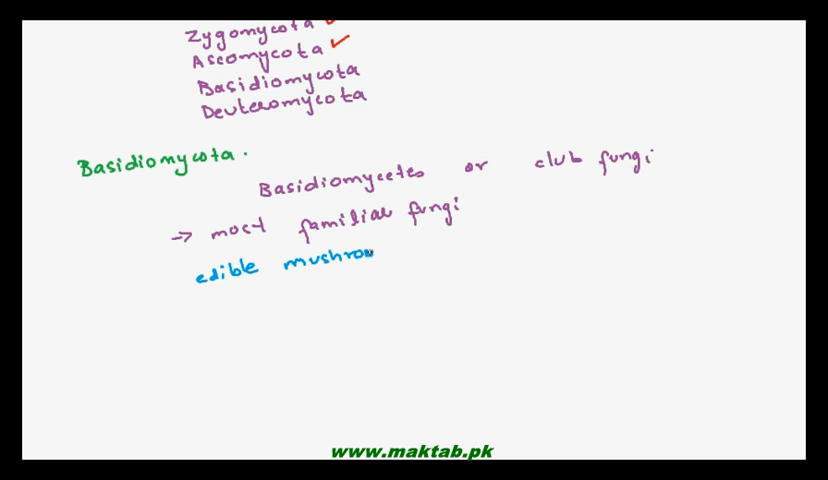 Zygomycota
Ascomycota
Basidiomycota
Deuteromycota
Basidiomycota.
Basidiomycetes or club fungi
→ most familiar fungi
edible mushroo
www.maktab.pk